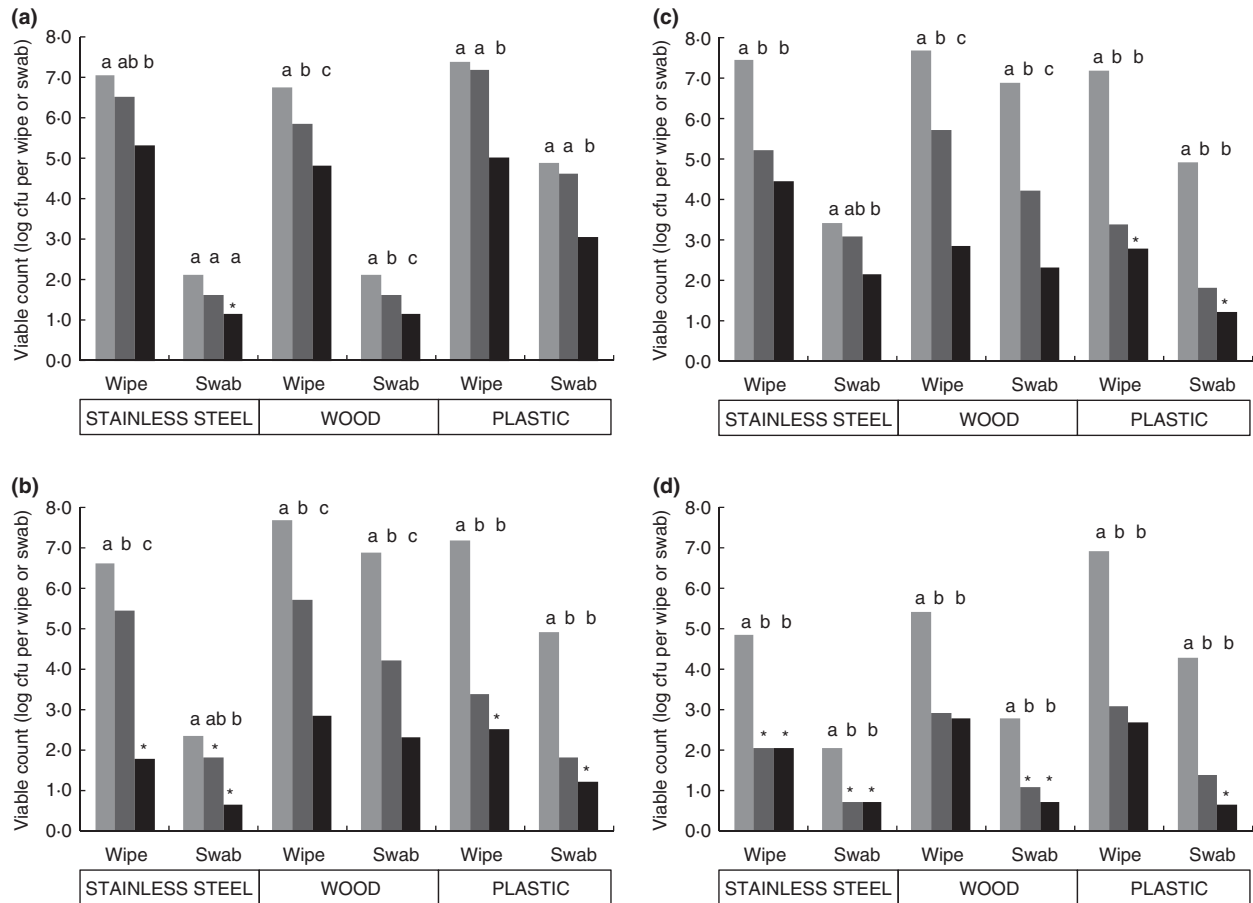 (a)
Viable count (log cfu per wipe or swab)
8·0
7·0
6·0
5·0
4·0
3·0
2·0
1·0
0·0
a ab b
a a a
*
a b c
a b c
a a b
a a b
Wipe Swab Wipe Swab Wipe Swab
STAINLESS STEEL WOOD PLASTIC
(c)
Viable count (log cfu per wipe or swab)
8·0
7·0
6·0
5·0
4·0
3·0
2·0
1·0
0·0
a b b
a ab b
a b c
a b c
a b b
*
a b b
*
Wipe Swab Wipe Swab Wipe Swab
STAINLESS STEEL WOOD PLASTIC
(b)
Viable count (log cfu per wipe or swab)
8·0
7·0
6·0
5·0
4·0
3·0
2·0
1·0
0·0
a b c
*
a ab b
*
*
a b c
a b c
a b b
*
a b b
*
Wipe Swab Wipe Swab Wipe Swab
STAINLESS STEEL WOOD PLASTIC
(d)
Viable count (log cfu per wipe or swab)
8·0
7·0
6·0
5·0
4·0
3·0
2·0
1·0
0·0
a b b
* *
a b b
* *
a b b
a b b
* *
a b b
a b b
*
Wipe Swab Wipe Swab Wipe Swab
STAINLESS STEEL WOOD PLASTIC